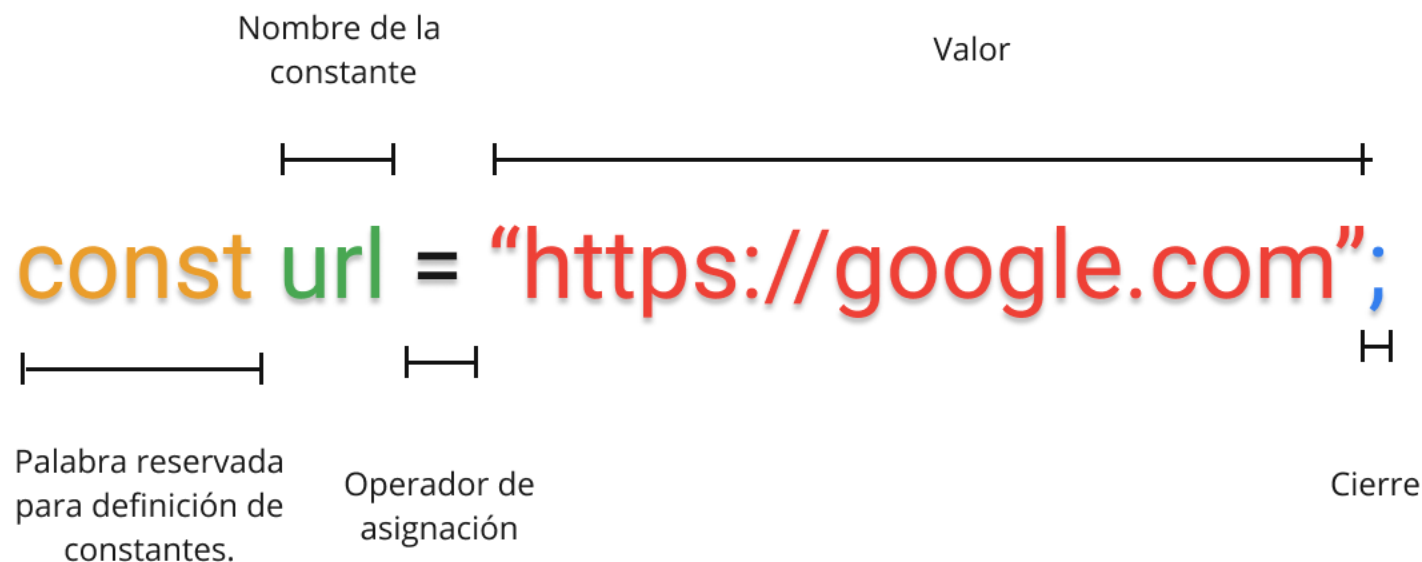 Nombre de la
constante
Valor
const url = “https://google.com”;
Palabra reservada
para definición de
constantes.
Operador de
asignación
Cierre